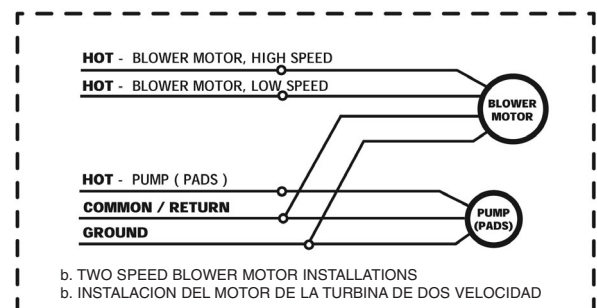 HOT - BLOWER MOTOR, HIGH SPEED
HOT - BLOWER MOTOR, LOW SPEED
BLOWER
MOTOR
HOT - PUMP ( PADS )
COMMON / RETURN
GROUND
PUMP
(PADS)
b. TWO SPEED BLOWER MOTOR INSTALLATIONS
b. INSTALACION DEL MOTOR DE LA TURBINA DE DOS VELOCIDAD